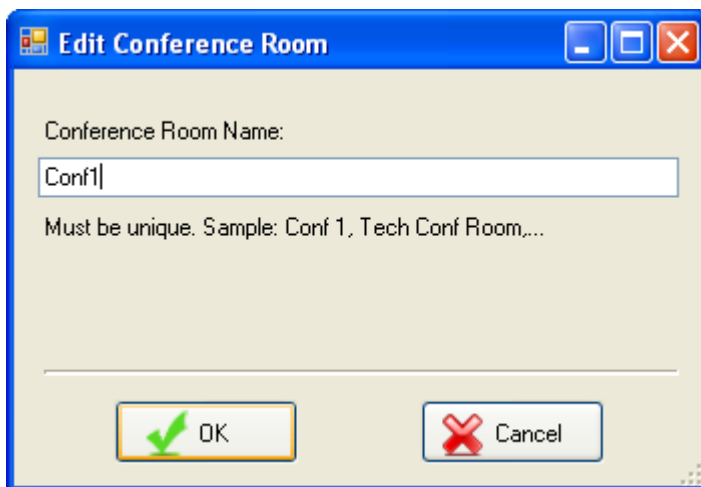 Edit Conference Room
Conference Room Name:
Conf1
Must be unique. Sample: Conf 1, Tech Conf Room,...
OK
Cancel